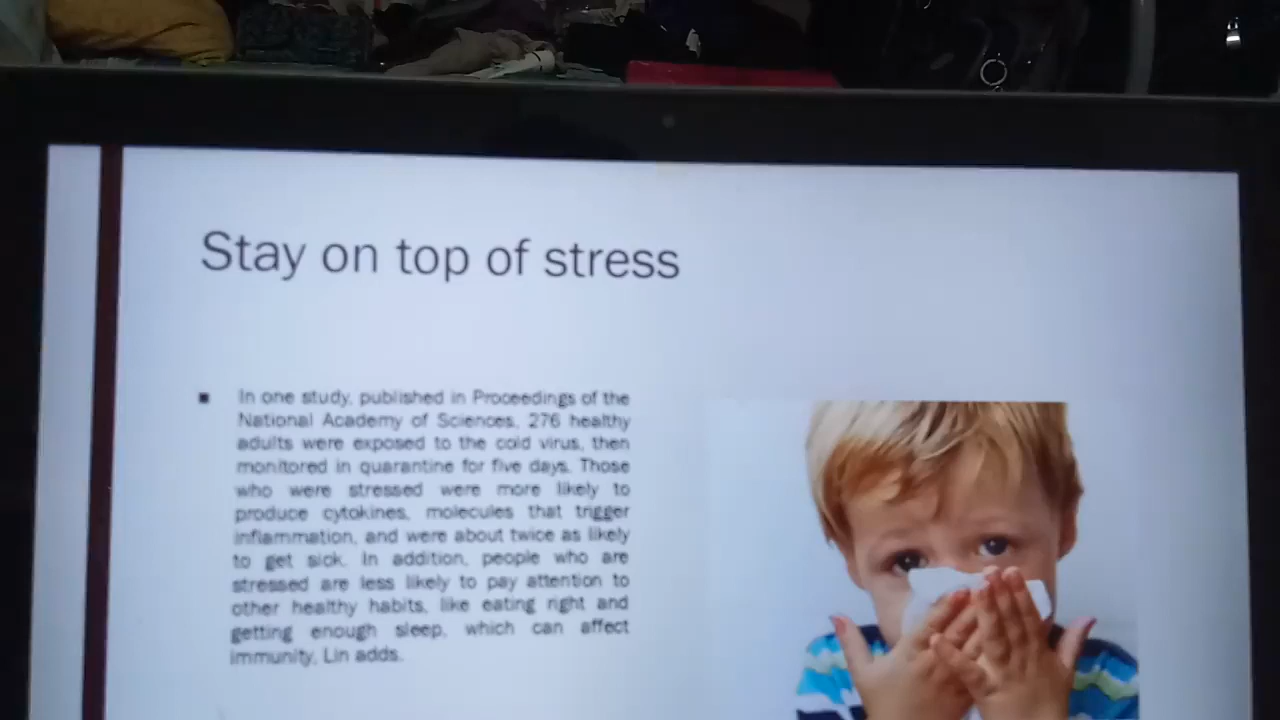 Stay on top of stress
In one study, published in Proceedings of the
National Academy of Sciences, 276 healthy
adults were exposed to the cold virus, then
monitored in quarantine for five days. Those
who were stressed were more likely to
produce cytokines, molecules that trigger
inflammation, and were about twice as likely
to get sick. In addition, people who are
stressed are less likely to pay attention to
other healthy habits, like eating right and
getting enough sleep, which can affect
immunity, Lin adds.